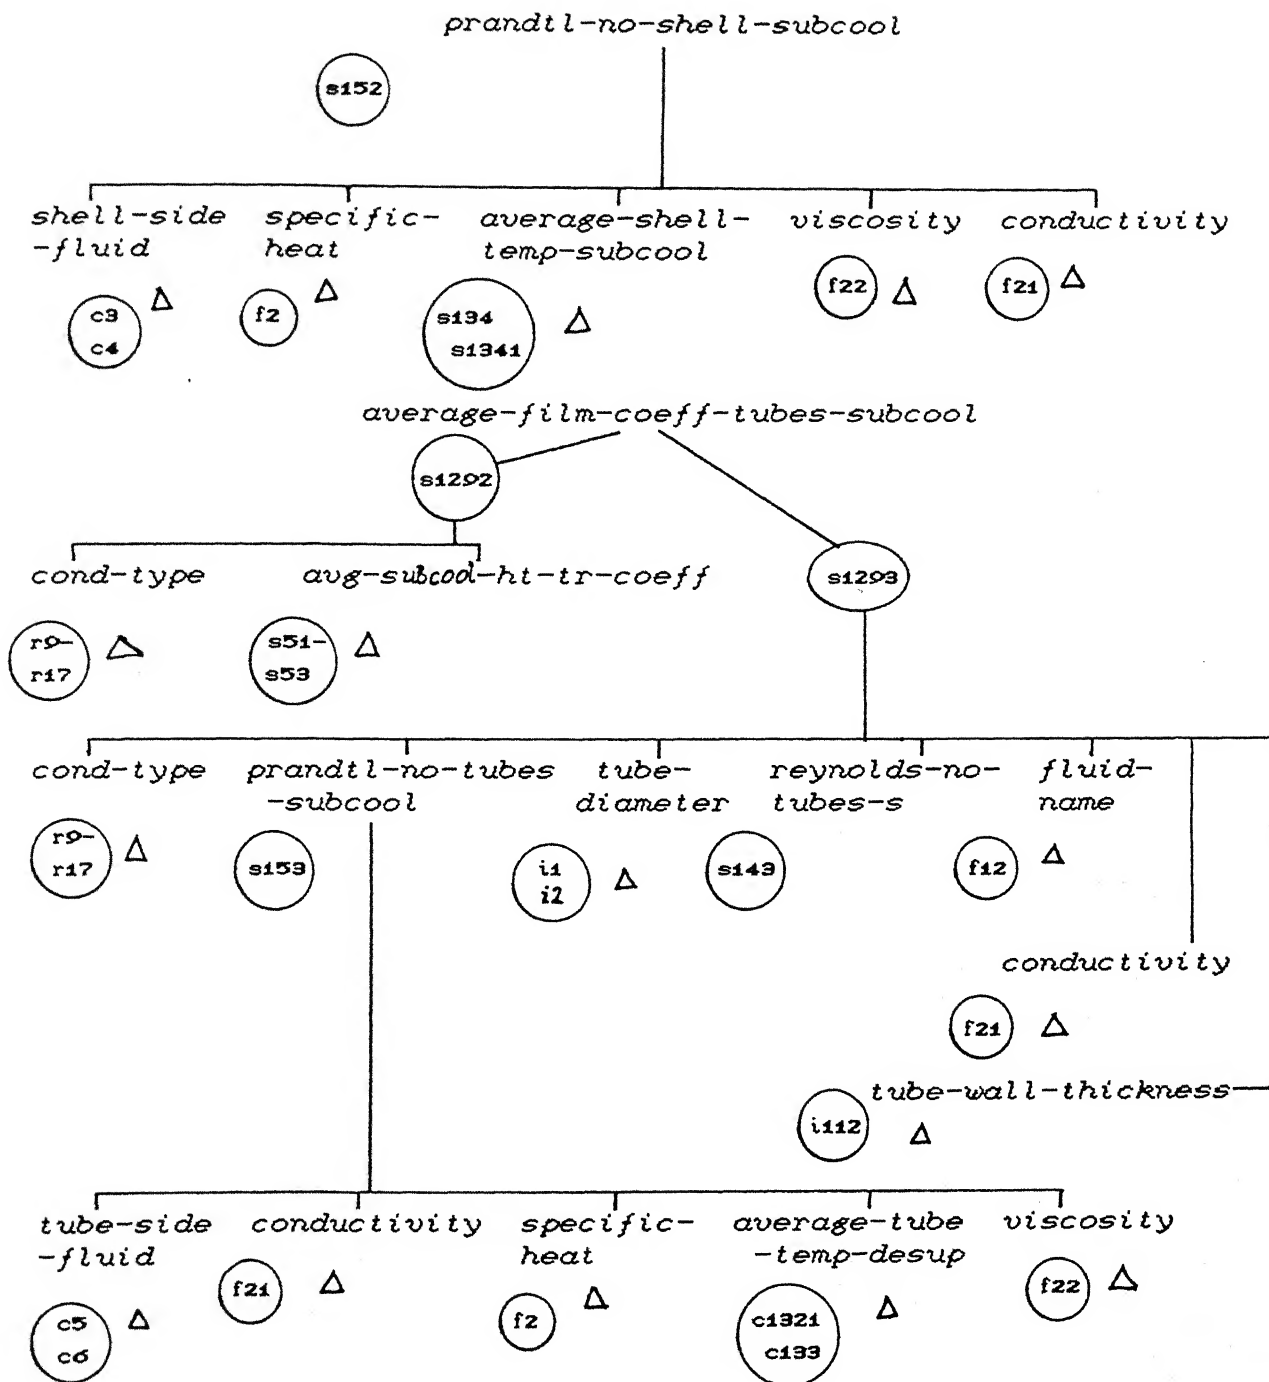 prandtl-no-shell-subcool
s152
shell-side
-fluid
specific-
heat
average-shell-
temp-subcool
viscosity
conductivity
c3
c4
f2
s134
s1341
f22
f21
average-film-coeff-tubes-subcool
s1292
s1293
cond-type
avg-subcool-ht-tr-coeff
r9-
r17
s51-
s53
cond-type
prandtl-no-tubes
-subcool
tube-
diameter
reynolds-no-
tubes-s
fluid-
name
r9-
r17
s153
i1
i2
s143
f12
conductivity
f21
tube-wall-thickness
i112
tube-side
-fluid
conductivity
specific-
heat
average-tube
-temp-desup
viscosity
c5
c6
f21
f2
c1321
c133
f22